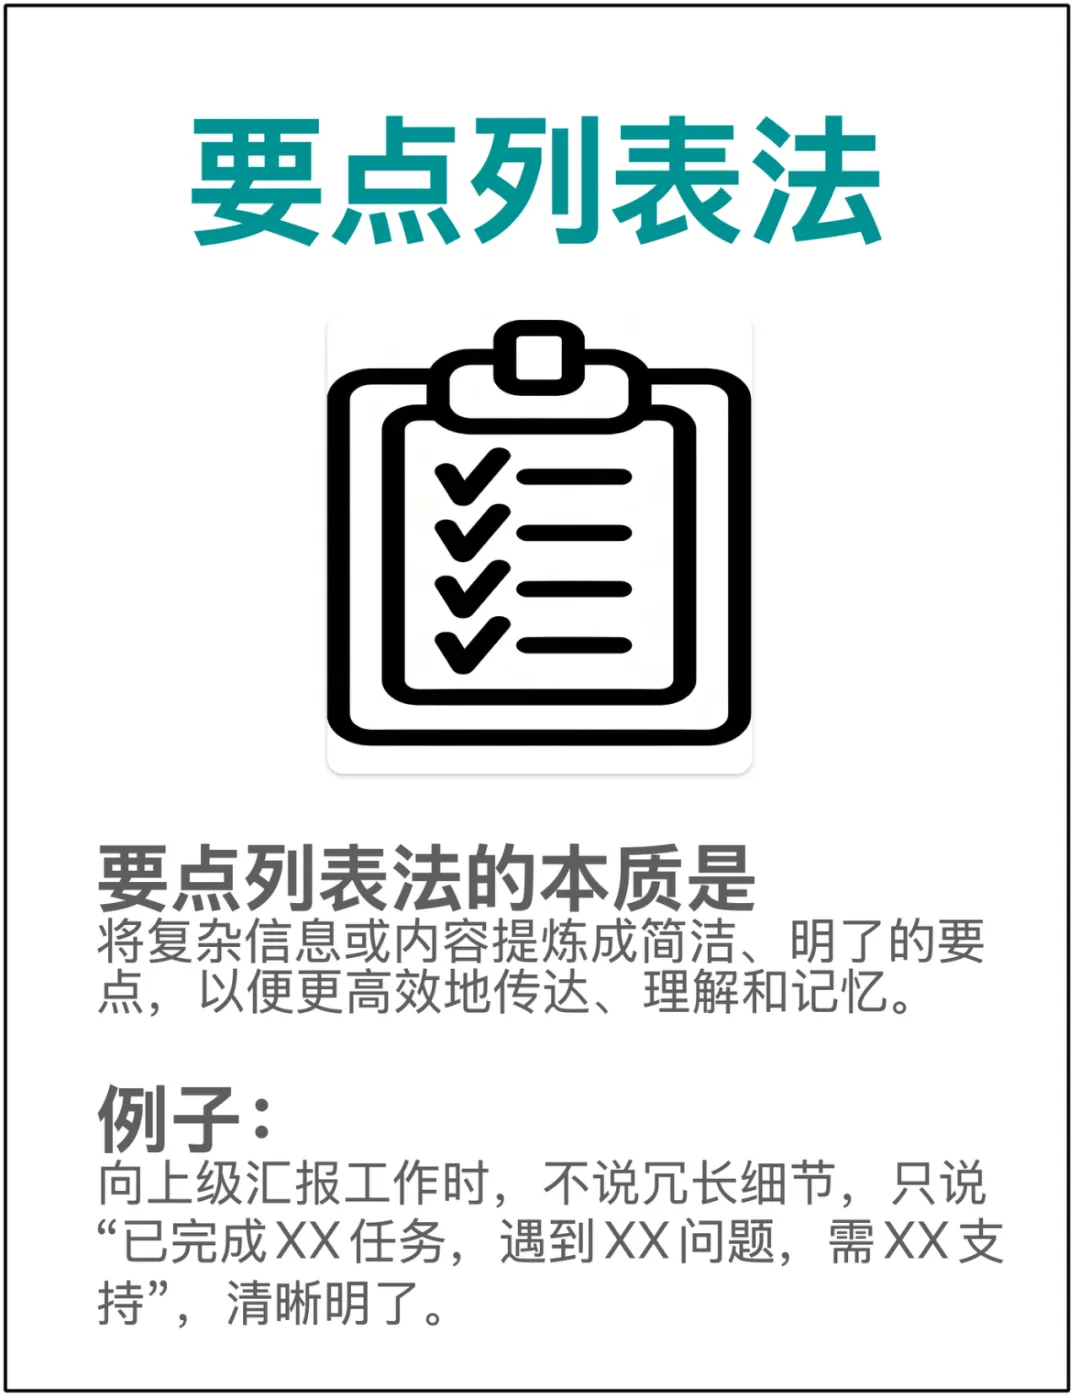 要点列表法
要点列表法的本质是
将复杂信息或内容提炼成简洁、明了的要
点，以便更高效地传达、理解和记忆。
例子：
向上级汇报工作时，不说冗长细节，只说
“已完成XX任务，遇到XX问题，需XX支
持”，清晰明了。